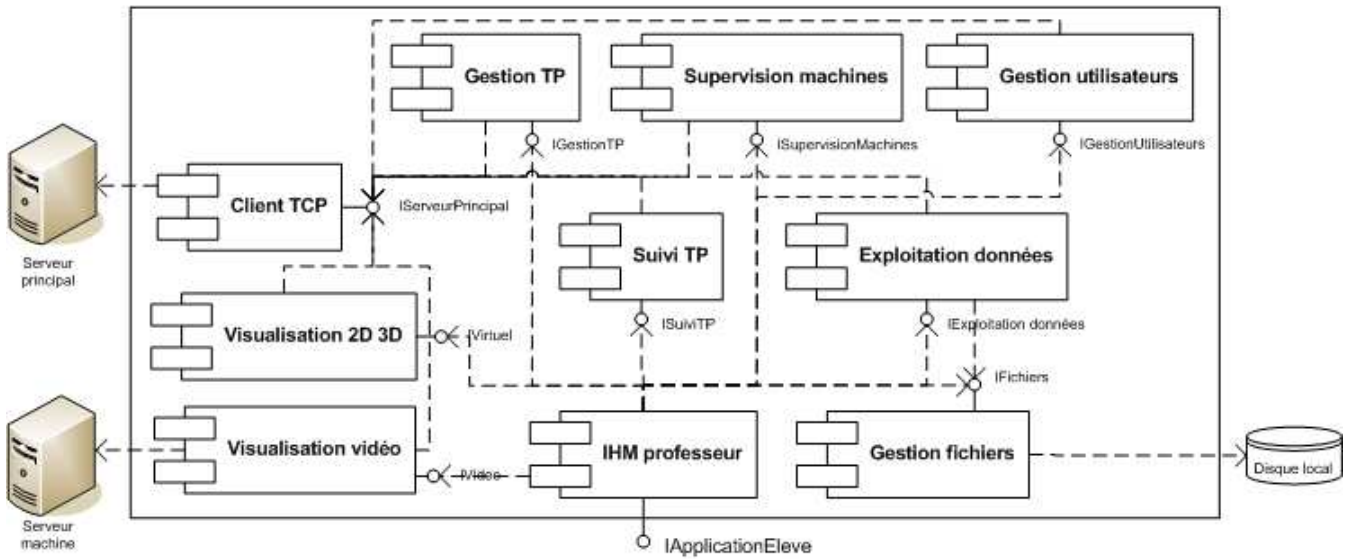 Gestion TP
Supervision machines
Gestion utilisateurs
IGestionTP
ISupervisionMachines
IGestionUtilisateurs
Client TCP
IServeurPrincipal
Serveur
principal
Suivi TP
Exploitation données
Visualisation 2D 3D
IVirtuel
ISuiviTP
IExploitation données
IFichiers
Visualisation vidéo
IHM professeur
Gestion fichiers
Disque local
IVideo
Serveur
machine
IApplicationEleve